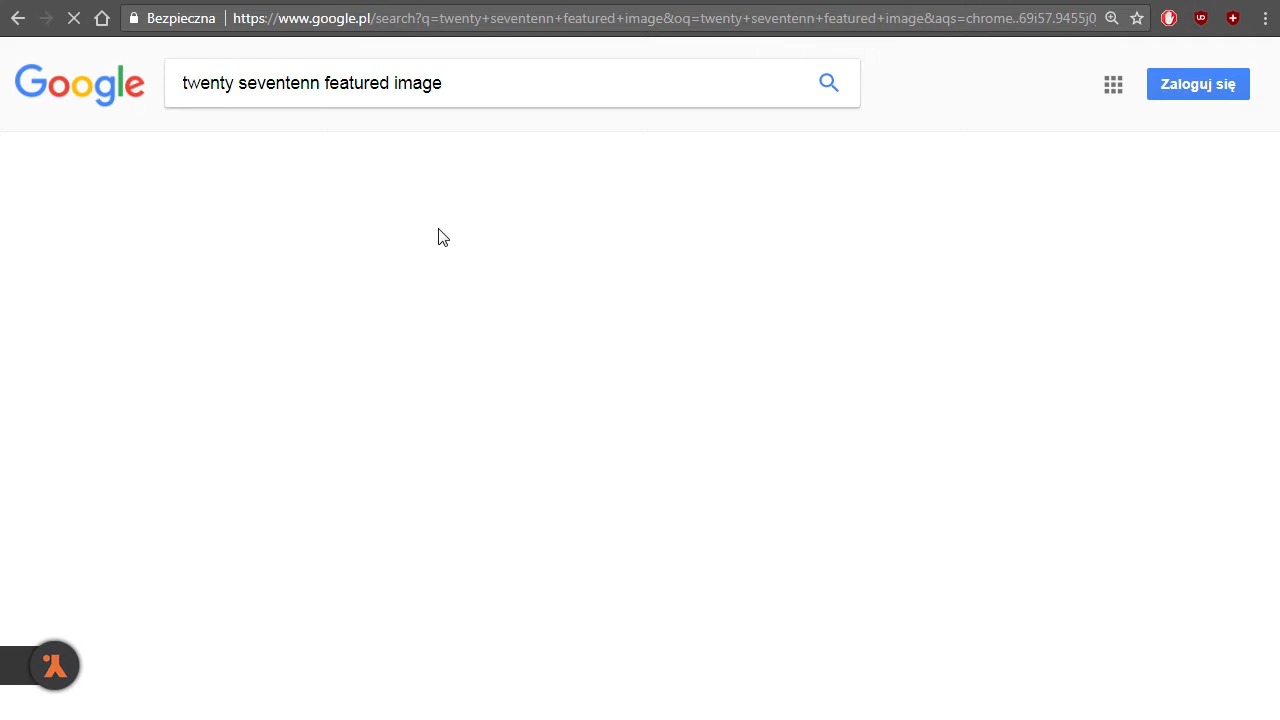 Bezpieczna https://www.google.pl/search?q=twenty+seventenn+featured+image&oq=twenty+seventenn+featured+image&aqs=chrome..69i57.9455j0
Google twenty seventenn featured image Zaloguj się